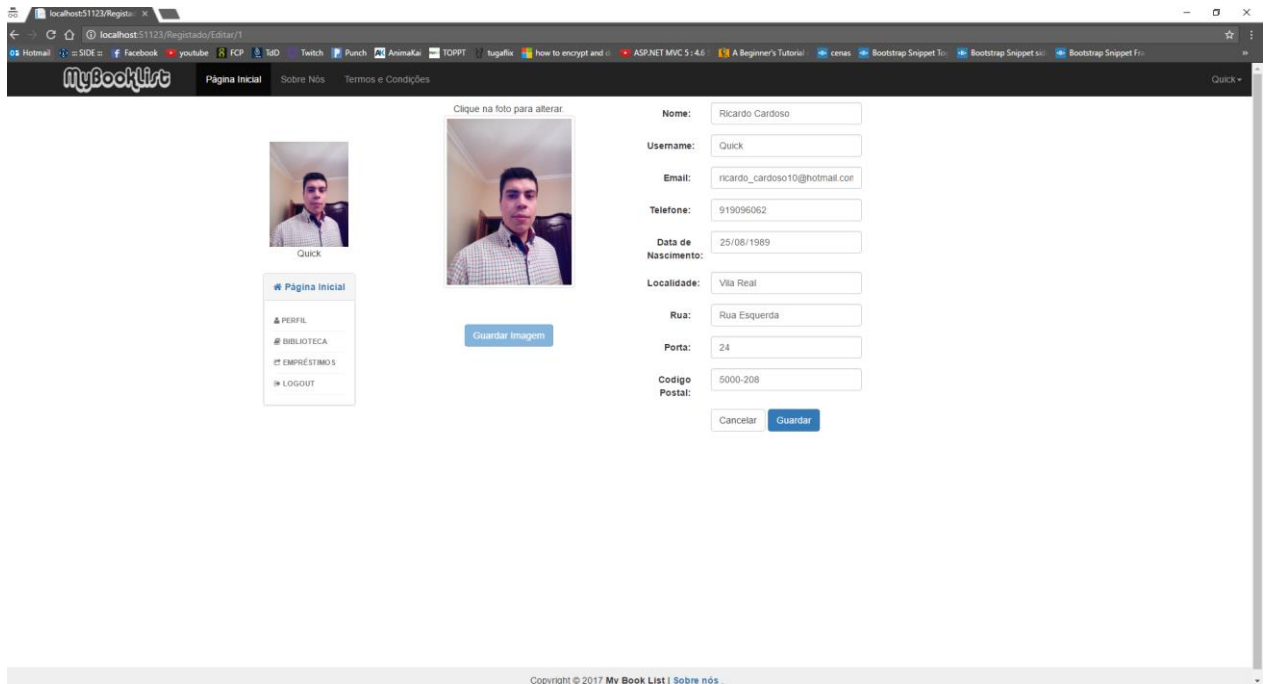 localhost:51123/Registad
localhost:51123/Registado/Editar/1
Hotmail :: SIDE :: Facebook youtube FCP TdD Twitch Punch AnimaKai TOPPT tugaflix how to encrypt and ASP.NET MVC 5 : 4.6 A Beginner's Tutorial cenas Bootstrap Snippet To Bootstrap Snippet sid Bootstrap Snippet Fra »
MyBookList Página Inicial Sobre Nós Termos e Condições Quick
Clique na foto para alterar.
Quick
Página Inicial
PERFIL
BIBLIOTECA
EMPRÉSTIMOS
LOGOUT
Guardar Imagem
Nome: Ricardo Cardoso
Username: Quick
Email: ricardo_cardoso10@hotmail.com
Telefone: 919096062
Data de Nascimento: 25/08/1989
Localidade: Vila Real
Rua: Rua Esquerda
Porta: 24
Codigo Postal: 5000-208
Cancelar Guardar
Copyright © 2017 My Book List | Sobre nós .